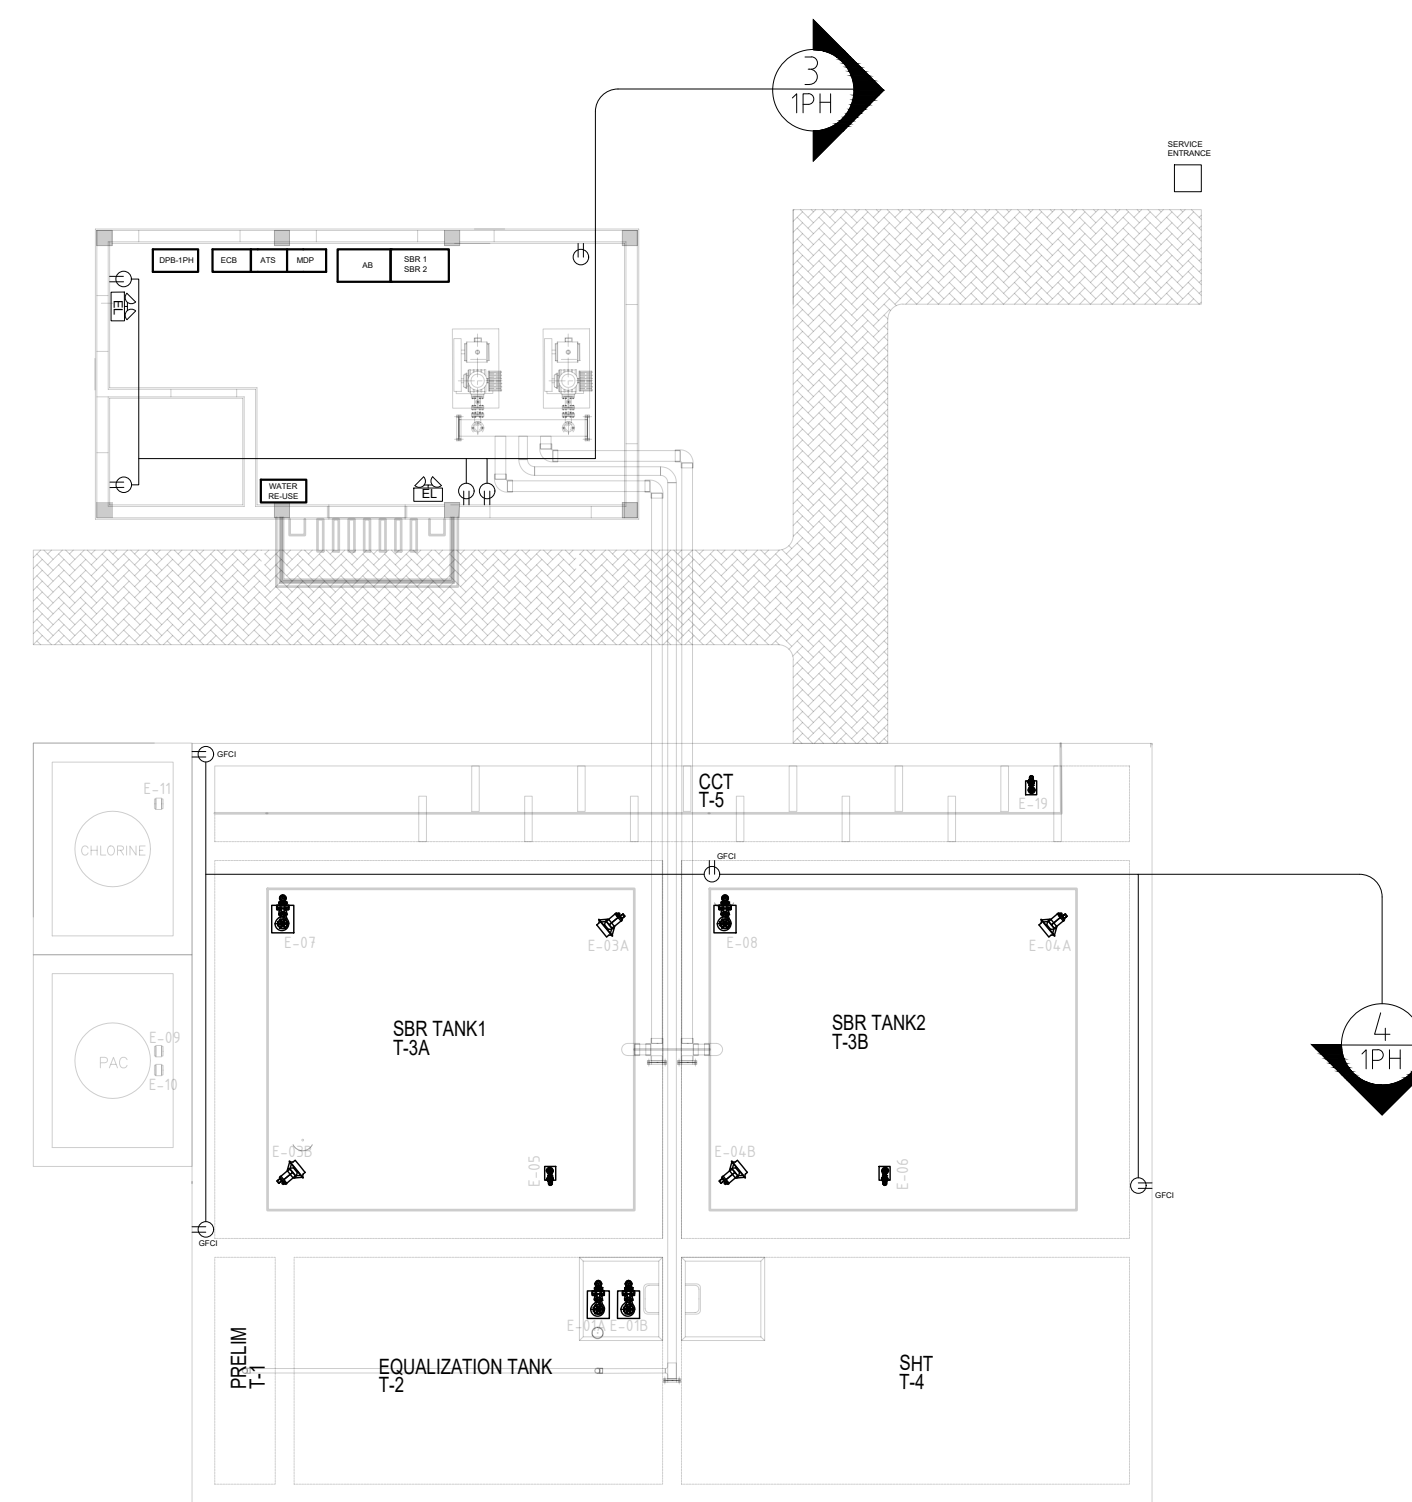 3
1PH
SERVICE
ENTRANCE
DPB-1PH
ECB
ATS
MDP
AB
SBR 1
SBR 2
EL
WATER
RE-USE
EL
GFCI
E-11
CHLORINE
CCT
T-5
E-19
GFCI
E-07
E-03A
E-08
E-04A
SBR TANK1
T-3A
SBR TANK2
T-3B
4
1PH
E-09
PAC
E-10
E-03B
E-05
E-04B
E-06
GFCI
GFCI
E-01A
E-01B
PRELIM
T-1
EQUALIZATION TANK
T-2
SHT
T-4